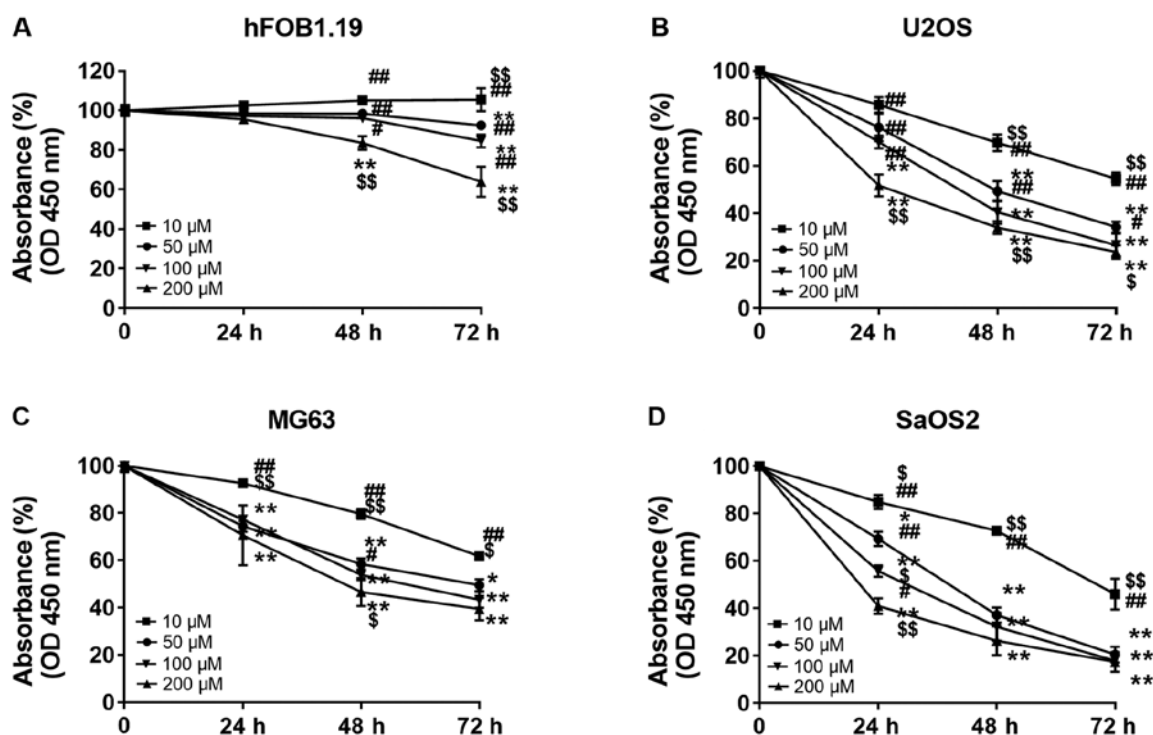 A
hFOB1.19
Absorbance (%)
(OD 450 nm)
120
100
80
60
40
20
0
0
24 h
48 h
72 h
10 µM
50 µM
100 µM
200 µM
##
##
#
**
$$
$$
##
**
##
**
##
**
$$
B
U2OS
Absorbance (%)
(OD 450 nm)
100
80
60
40
20
0
0
24 h
48 h
72 h
10 µM
50 µM
100 µM
200 µM
##
##
##
**
**
$$
$$
##
**
##
**
**
$$
$$
##
**
#
**
**
$
C
MG63
Absorbance (%)
(OD 450 nm)
100
80
60
40
20
0
0
24 h
48 h
72 h
10 µM
50 µM
100 µM
200 µM
##
$$
**
**
**
##
$$
**
#
**
**
$
##
$
*
**
**
D
SaOS2
Absorbance (%)
(OD 450 nm)
100
80
60
40
20
0
0
24 h
48 h
72 h
10 µM
50 µM
100 µM
200 µM
$
##
*
##
**
$
#
**
$$
$$
##
**
**
**
$$
##
**
**
**